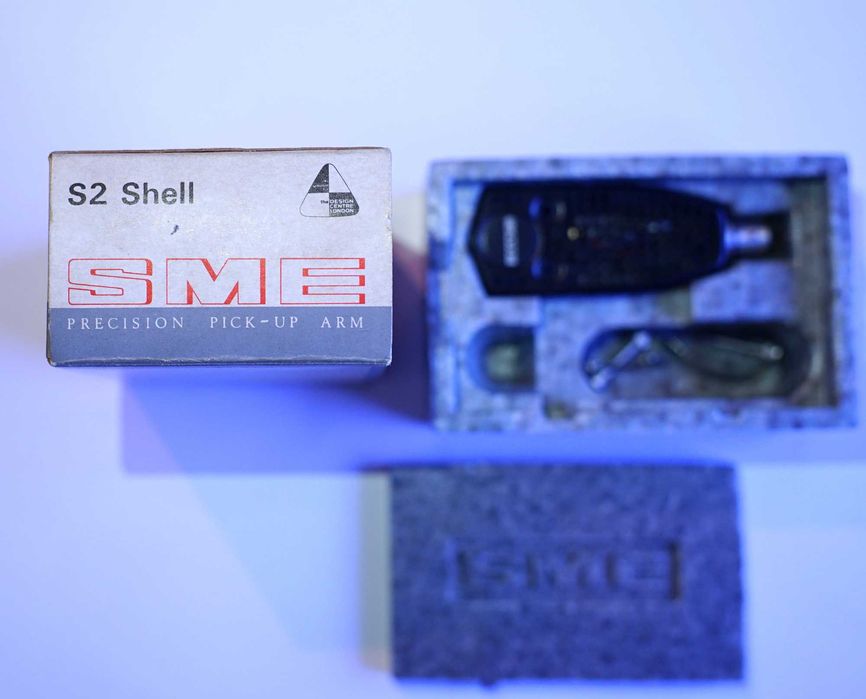 S2 Shell
The DESIGN
CENTRE
LONDON
SME
PRECISION PICK-UP ARM
SME